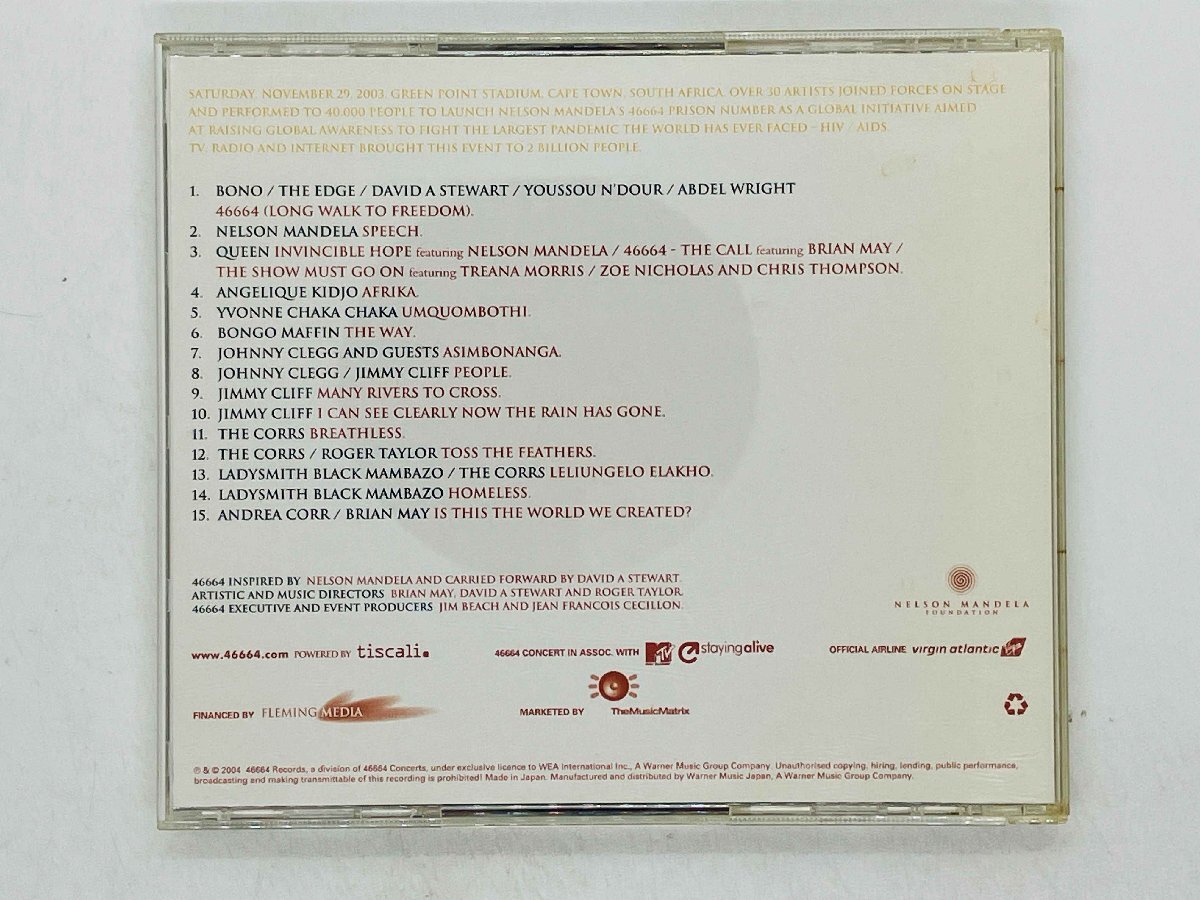 SATURDAY, NOVEMBER 29, 2003, GREEN POINT STADIUM, CAPE TOWN, SOUTH AFRICA. OVER 30 ARTISTS JOINED FORCES ON STAGE
AND PERFORMED TO 40.000 PEOPLE TO LAUNCH NELSON MANDELA'S 46664 PRISON NUMBER AS A GLOBAL INITIATIVE AIMED
AT RAISING GLOBAL AWARENESS TO FIGHT THE LARGEST PANDEMIC THE WORLD HAS EVER FACED - HIV / AIDS.
TV, RADIO AND INTERNET BROUGHT THIS EVENT TO 2 BILLION PEOPLE.
1. BONO / THE EDGE / DAVID A STEWART / YOUSSOU N'DOUR / ABDEL WRIGHT
46664 (LONG WALK TO FREEDOM).
2. NELSON MANDELA SPEECH.
3. QUEEN INVINCIBLE HOPE featuring NELSON MANDELA / 46664 - THE CALL featuring BRIAN MAY /
THE SHOW MUST GO ON featuring TREANA MORRIS / ZOE NICHOLAS AND CHRIS THOMPSON.
4. ANGELIQUE KIDJO AFRIKA.
5. YVONNE CHAKA CHAKA UMQUOMBOTHI.
6. BONGO MAFFIN THE WAY.
7. JOHNNY CLEGG AND GUESTS ASIMBONANGA.
8. JOHNNY CLEGG / JIMMY CLIFF PEOPLE.
9. JIMMY CLIFF MANY RIVERS TO CROSS.
10. JIMMY CLIFF I CAN SEE CLEARLY NOW THE RAIN HAS GONE.
11. THE CORRS BREATHLESS.
12. THE CORRS / ROGER TAYLOR TOSS THE FEATHERS.
13. LADYSMITH BLACK MAMBAZO / THE CORRS LELIUNGELO ELAKHO.
14. LADYSMITH BLACK MAMBAZO HOMELESS.
15. ANDREA CORR / BRIAN MAY IS THIS THE WORLD WE CREATED?
46664 INSPIRED BY NELSON MANDELA AND CARRIED FORWARD BY DAVID A STEWART.
ARTISTIC AND MUSIC DIRECTORS BRIAN MAY, DAVID A STEWART AND ROGER TAYLOR.
46664 EXECUTIVE AND EVENT PRODUCERS JIM BEACH AND JEAN FRANCOIS CECILLON.
NELSON MANDELA
FOUNDATION
www.46664.com POWERED BY tiscali.
46664 CONCERT IN ASSOC. WITH MTV stayingalive
OFFICIAL AIRLINE virgin atlantic Virgin
FINANCED BY FLEMING MEDIA
MARKETED BY TheMusicMatrix
℗ & © 2004 46664 Records, a division of 46664 Concerts, under exclusive licence to WEA International Inc., A Warner Music Group Company. Unauthorised copying, hiring, lending, public performance,
broadcasting and making transmittable of this recording is prohibited! Made in Japan. Manufactured and distributed by Warner Music Japan, A Warner Music Group Company.